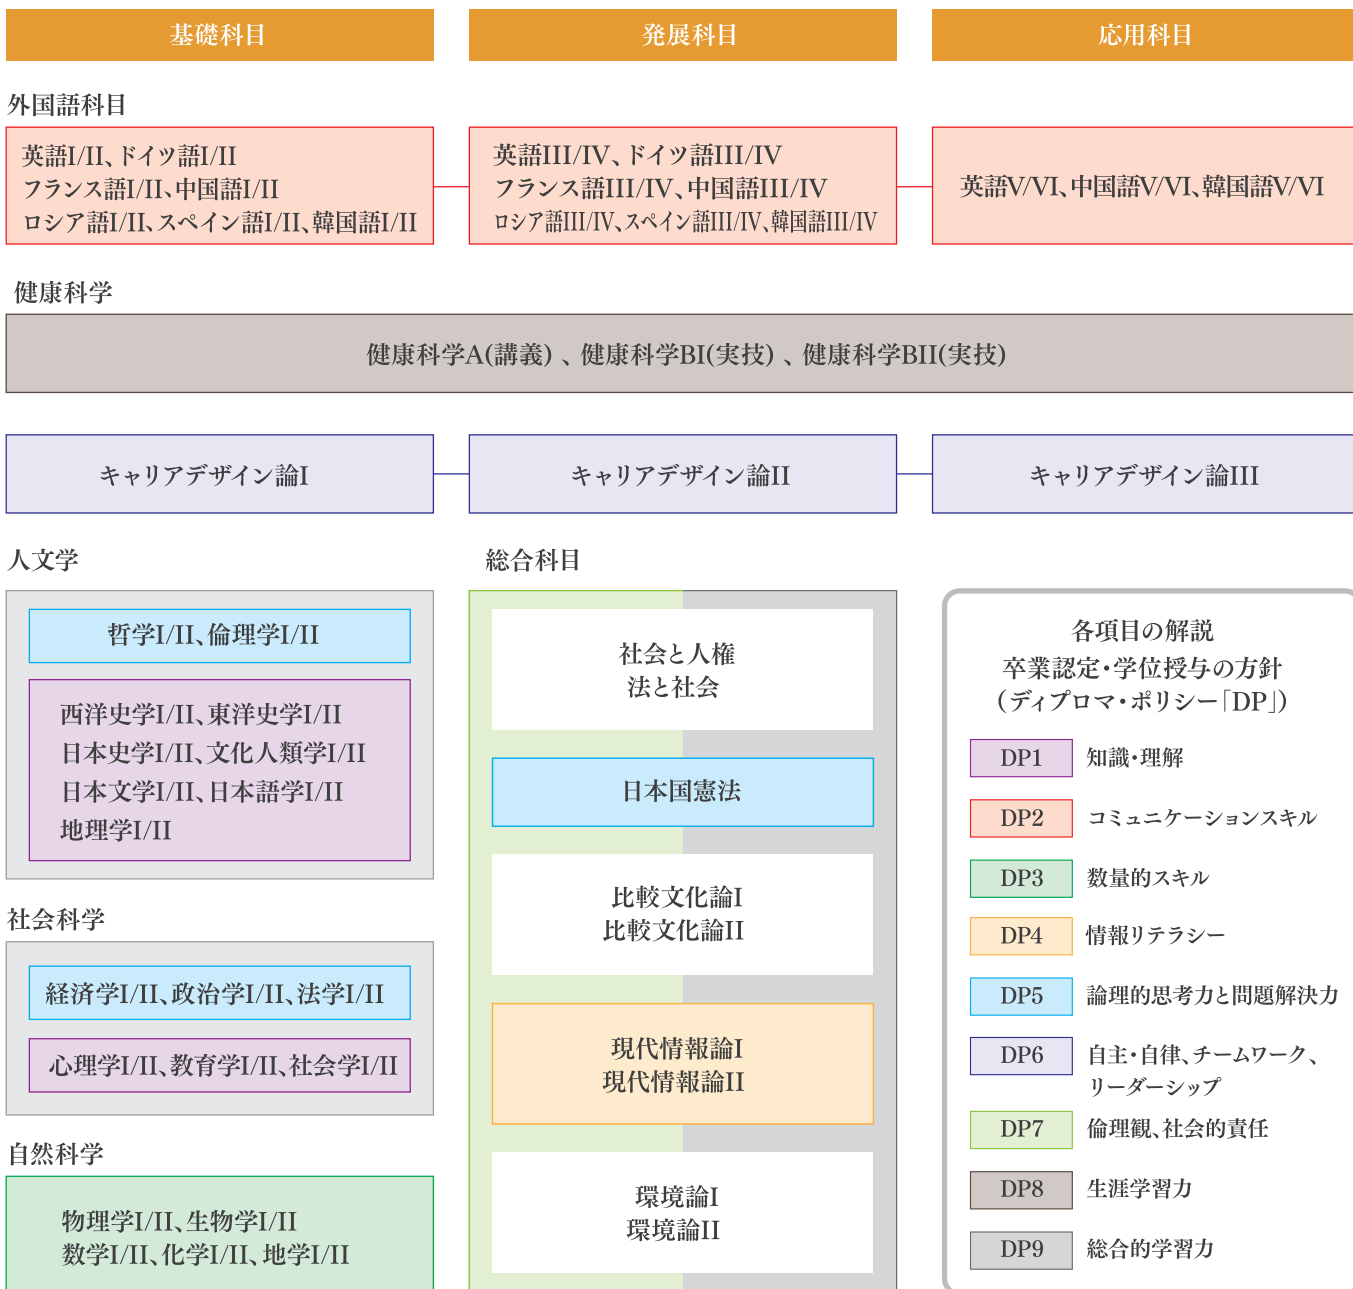 基礎科目
発展科目
応用科目
外国語科目
英語I/II、ドイツ語I/II
フランス語I/II、中国語I/II
ロシア語I/II、スペイン語I/II、韓国語I/II
英語III/IV、ドイツ語III/IV
フランス語III/IV、中国語III/IV
ロシア語III/IV、スペイン語III/IV、韓国語III/IV
英語V/VI、中国語V/VI、韓国語V/VI
健康科学
健康科学A(講義) 、健康科学BI(実技) 、健康科学BII(実技)
キャリアデザイン論I
キャリアデザイン論II
キャリアデザイン論III
人文学
哲学I/II、倫理学I/II
西洋史学I/II、東洋史学I/II
日本史学I/II、文化人類学I/II
日本文学I/II、日本語学I/II
地理学I/II
社会科学
経済学I/II、政治学I/II、法学I/II
心理学I/II、教育学I/II、社会学I/II
自然科学
物理学I/II、生物学I/II
数学I/II、化学I/II、地学I/II
総合科目
社会と人権
法と社会
日本国憲法
比較文化論I
比較文化論II
現代情報論I
現代情報論II
環境論I
環境論II
各項目の解説
卒業認定・学位授与の方針
(ディプロマ・ポリシー「DP」)
DP1 知識・理解
DP2 コミュニケーションスキル
DP3 数量的スキル
DP4 情報リテラシー
DP5 論理的思考力と問題解決力
DP6 自主・自律、チームワーク、
リーダーシップ
DP7 倫理観、社会的責任
DP8 生涯学習力
DP9 総合的学習力